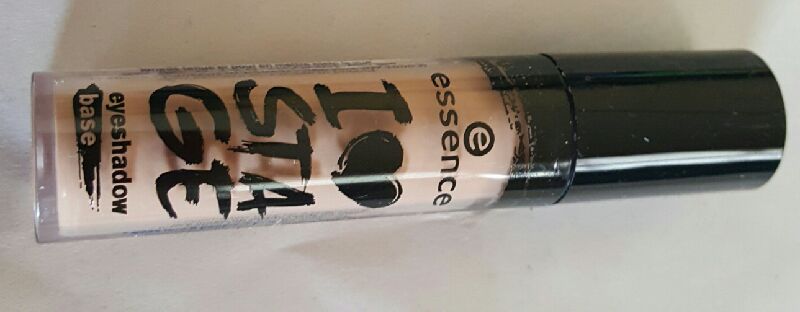 essence
I
STA
GE
eyeshadow
base